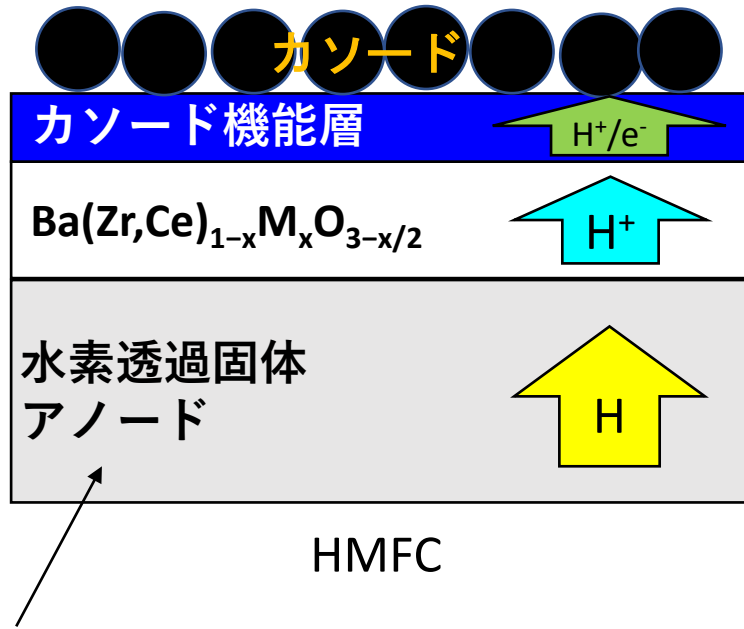 カソード
カソード機能層
H⁺/e⁻
Ba(Zr,Ce)₁₋ₓMₓO₃₋ₓ/₂
H⁺
水素透過固体
アノード
H
HMFC